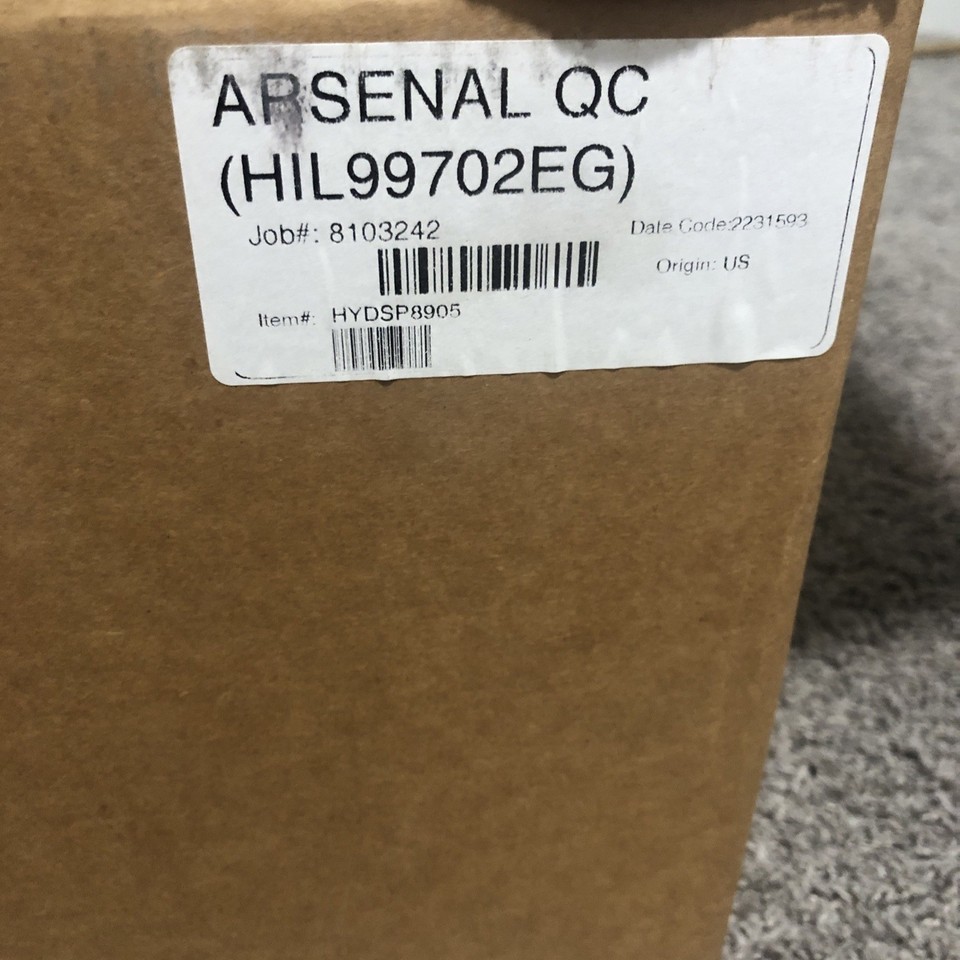 ARSENAL QC
(HIL99702EG)
Job#: 8103242
Date Code:2231593
Origin: US
Item#: HYDSP8905